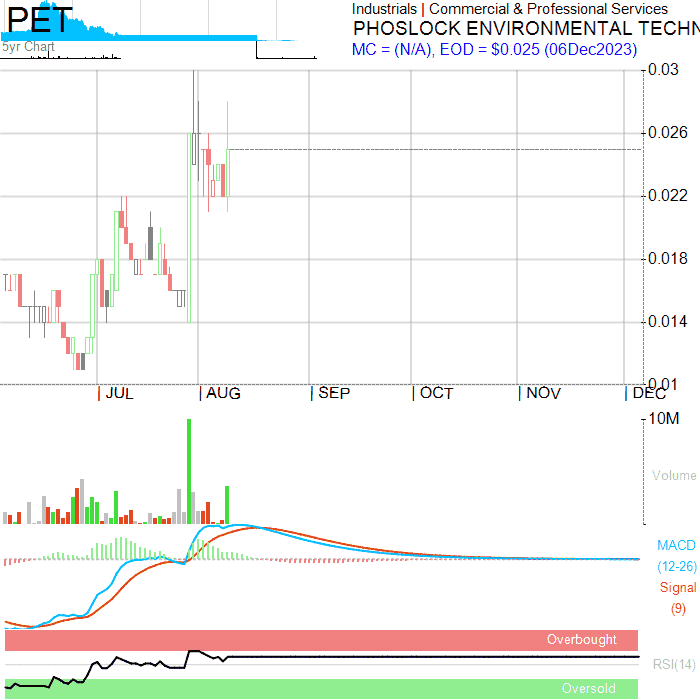 PET
5yr Chart
Industrials | Commercial & Professional Services
PHOSLOCK ENVIRONMENTAL TECHN
MC = (N/A), EOD = $0.025 (06Dec2023)
0.03
0.026
0.022
0.018
0.014
0.01
JUL
AUG
SEP
OCT
NOV
DEC
10M
Volume
MACD
(12-26)
Signal
(9)
Overbought
RSI(14)
Oversold